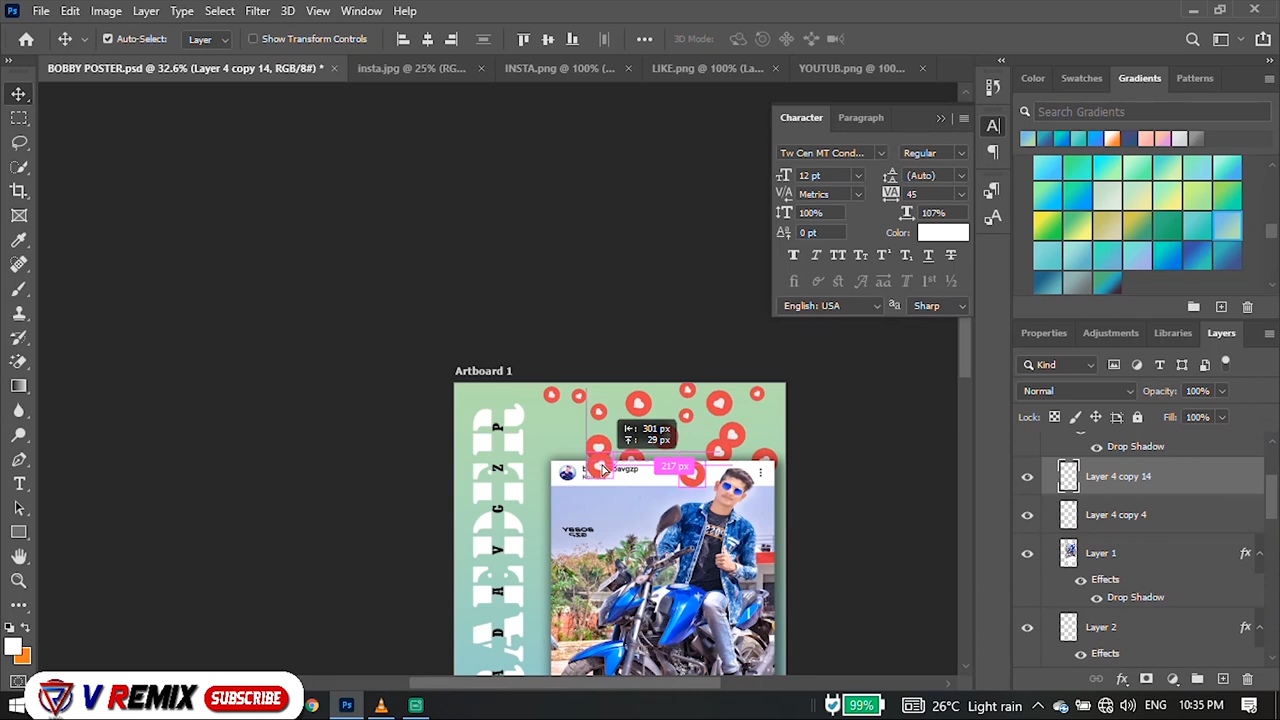 Ps File Edit Image Layer Type Select Filter 3D View Window Help
Auto-Select: Layer Show Transform Controls 3D Mode:
BOBBY POSTER.psd @ 32.6% (Layer 4 copy 14, RGB/8#) * × insta.jpg @ 25% (RG... × INSTA.png @ 100% (... × LIKE.png @ 100% (La... × YOUTUB.png @ 100... ×
Color Swatches Gradients Patterns
Search Gradients
Character Paragraph
Tw Cen MT Cond... Regular
12 pt (Auto)
Metrics 45
100% 107%
0 pt Color:
English: USA aa Sharp
Properties Adjustments Libraries Layers
Kind
Normal Opacity: 100%
Lock: Fill: 100%
Drop Shadow
Layer 4 copy 14
Layer 4 copy 4
Layer 1 fx
Effects
Drop Shadow
Layer 2 fx
Effects
Artboard 1
301 px
29 px
217 px
BOBBY
P
Z
G
V
A
D
V REMIX SUBSCRIBE
Ps 99% 26°C Light rain ENG 10:35 PM